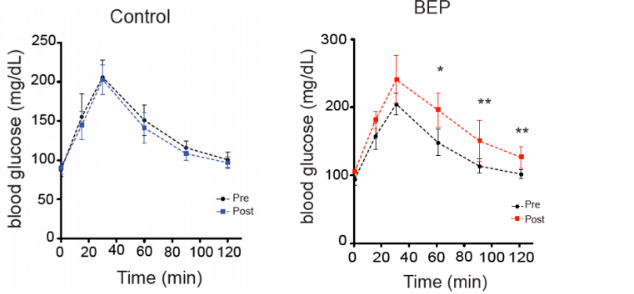 Control
BEP
blood glucose (mg/dL)
250
200
150
100
50
0
0 20 40 60 80 100 120
Time (min)
Pre
Post
blood glucose (mg/dL)
300
200
100
0
0 20 40 60 80 100 120
Time (min)
*
**
**
Pre
Post